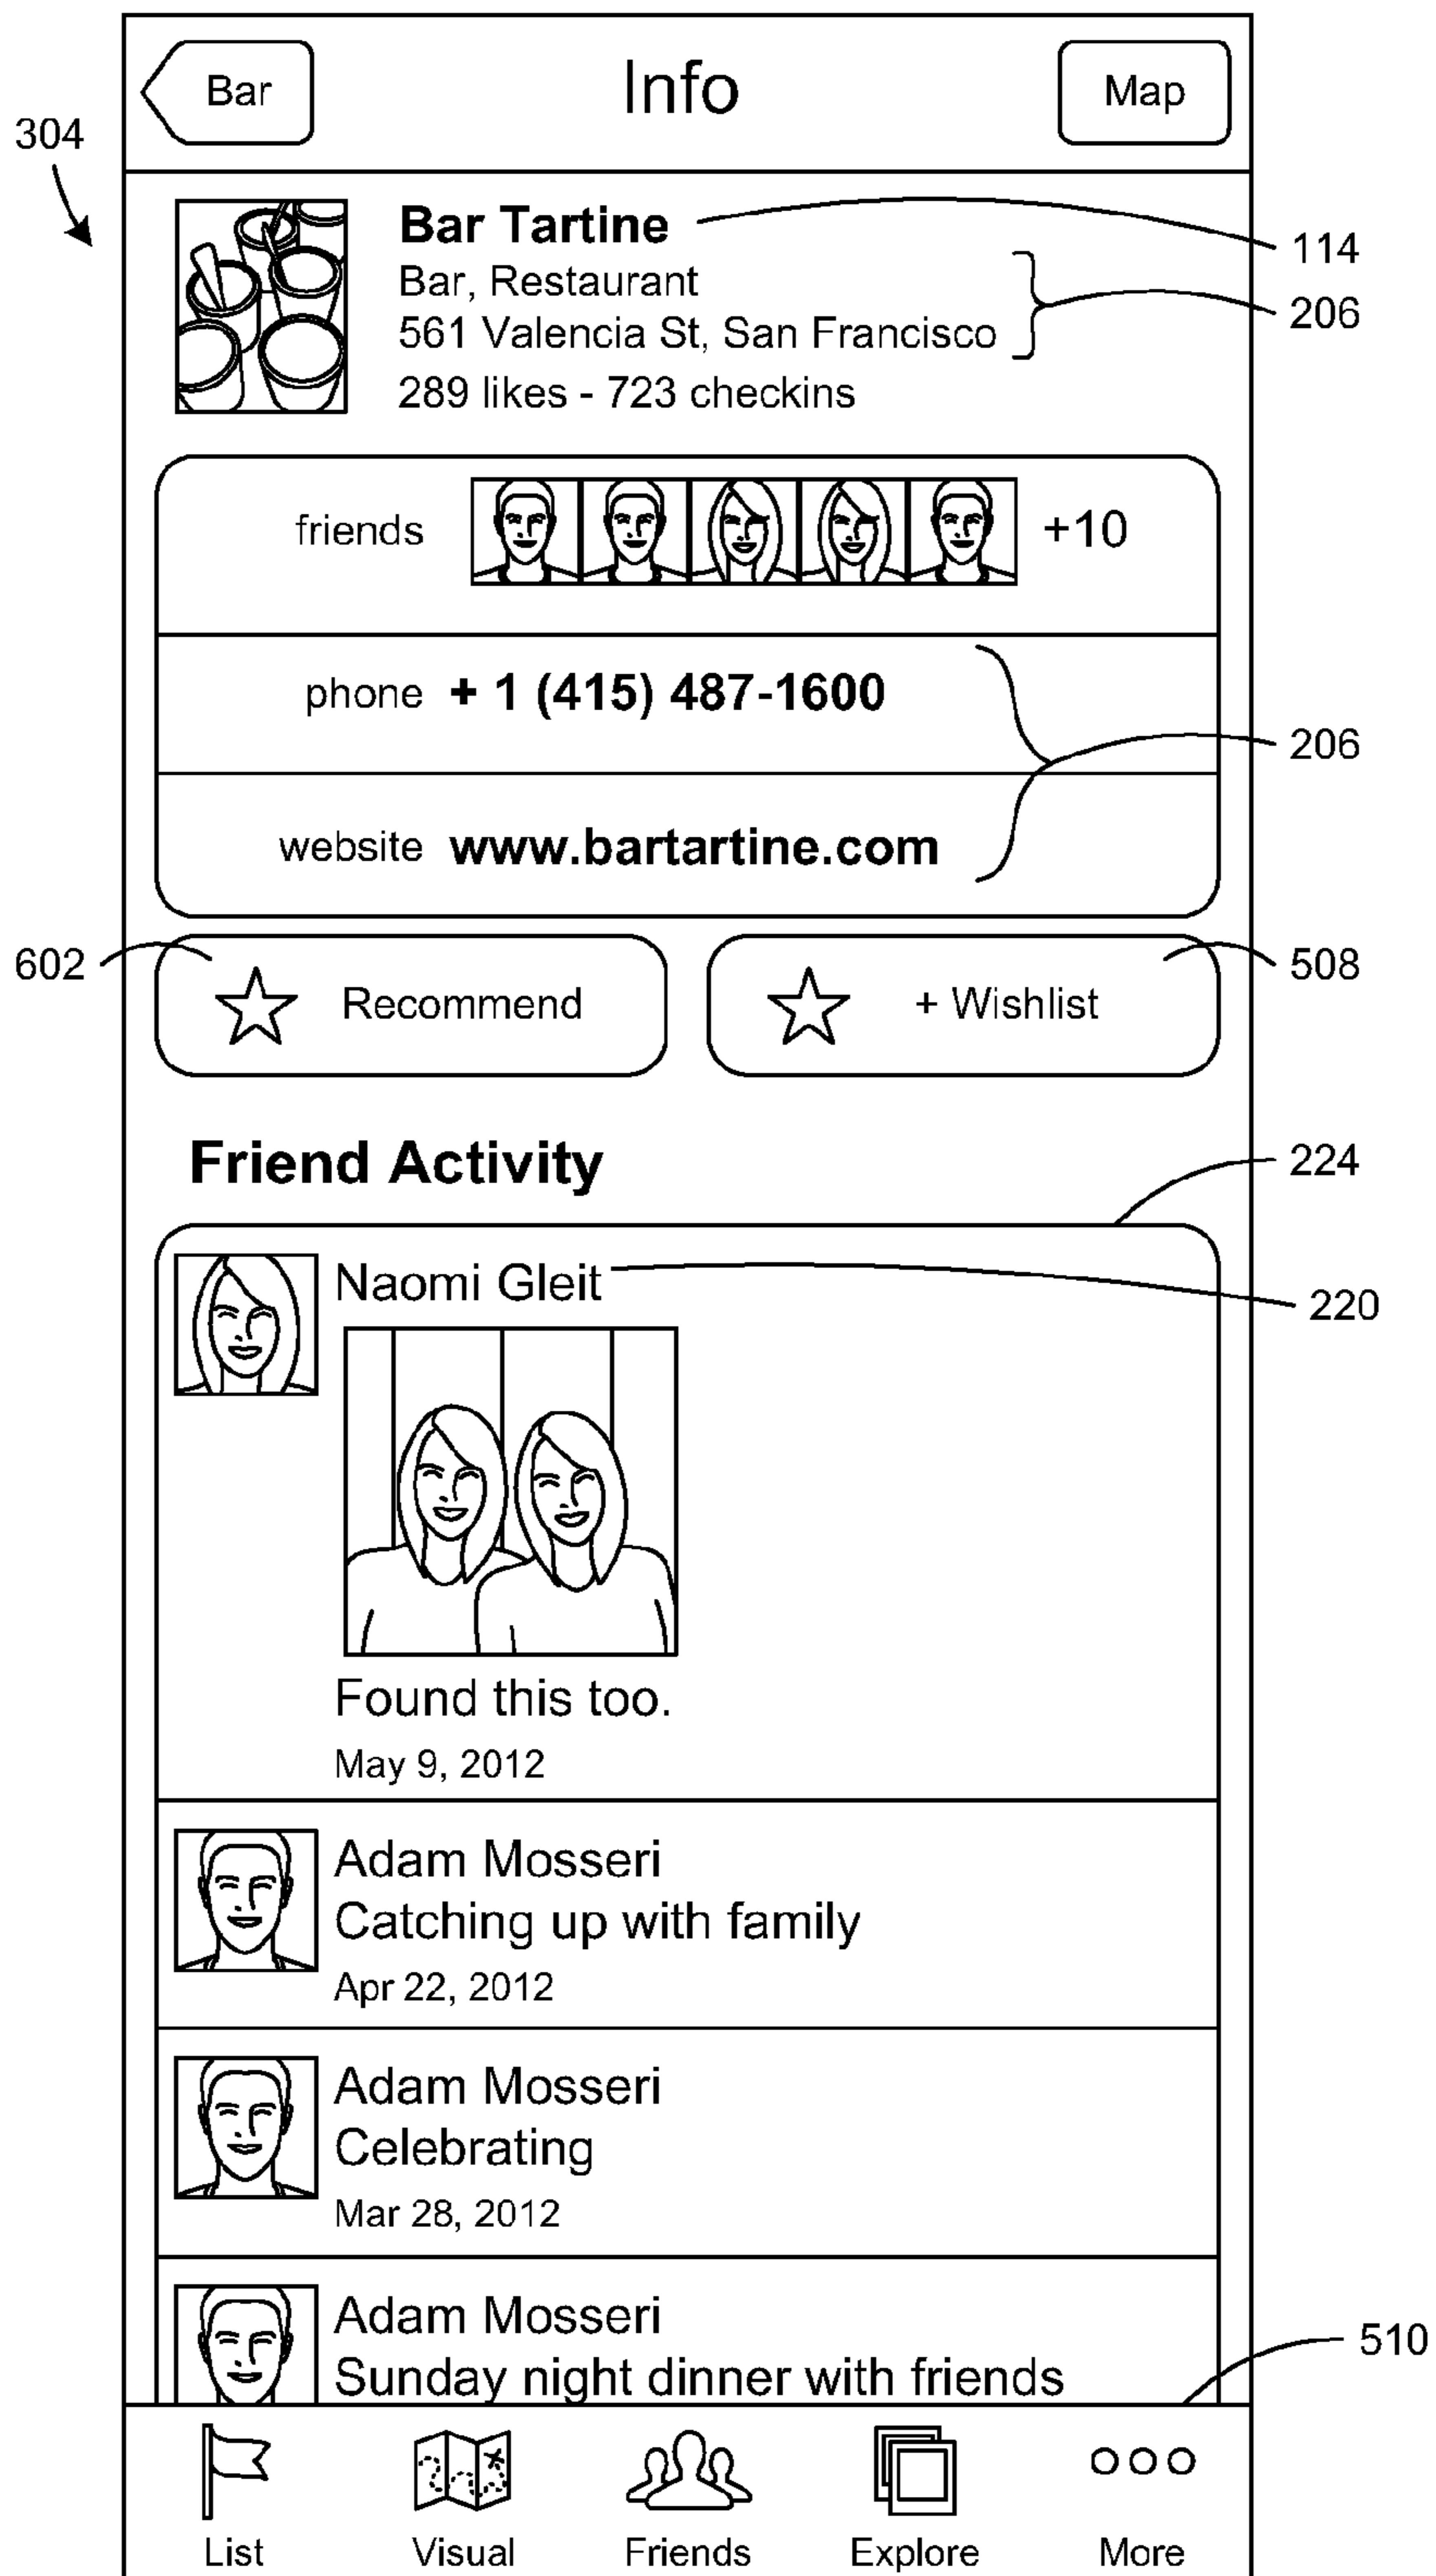 Bar
Info
Map
304
Bar Tartine
114
Bar, Restaurant
206
561 Valencia St, San Francisco
289 likes - 723 checkins
friends
+10
phone + 1 (415) 487-1600
206
website www.bartartine.com
602
Recommend
+ Wishlist
508
Friend Activity
224
Naomi Gleit
220
Found this too.
May 9, 2012
Adam Mosseri
Catching up with family
Apr 22, 2012
Adam Mosseri
Celebrating
Mar 28, 2012
Adam Mosseri
Sunday night dinner with friends
510
List
Visual
Friends
Explore
More